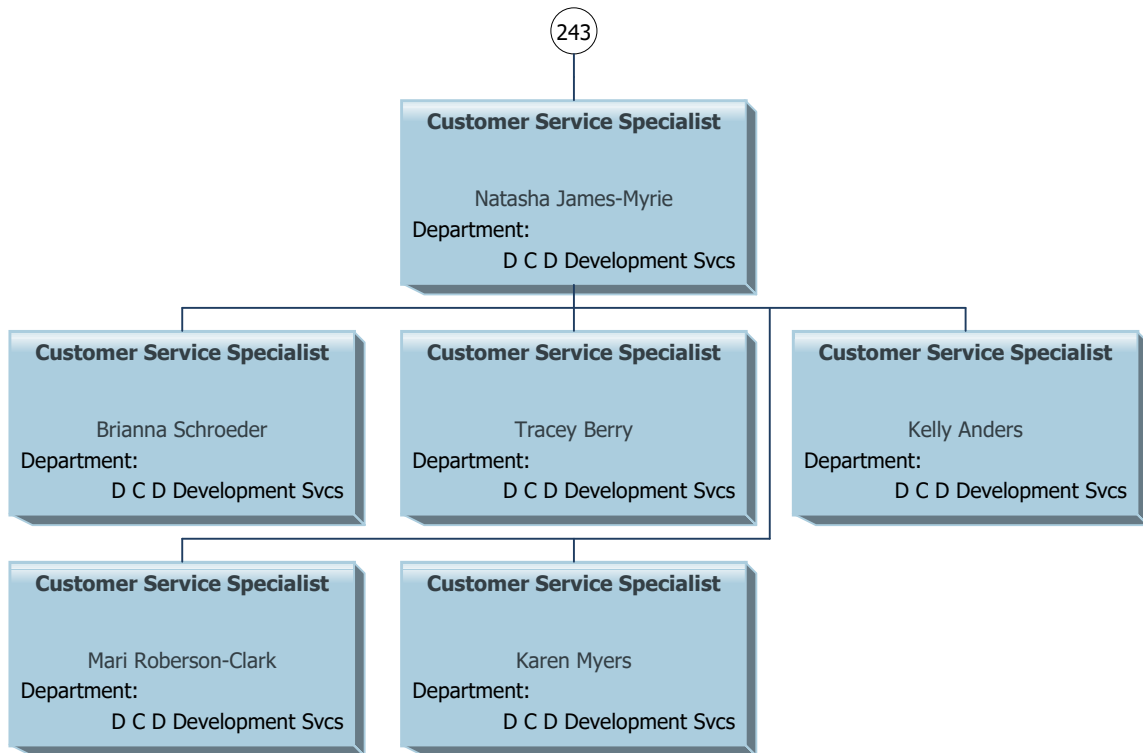 243
Customer Service Specialist
Natasha James-Myrie
Department:
D C D Development Svcs
Customer Service Specialist
Brianna Schroeder
Department:
D C D Development Svcs
Customer Service Specialist
Tracey Berry
Department:
D C D Development Svcs
Customer Service Specialist
Kelly Anders
Department:
D C D Development Svcs
Customer Service Specialist
Mari Roberson-Clark
Department:
D C D Development Svcs
Customer Service Specialist
Karen Myers
Department:
D C D Development Svcs